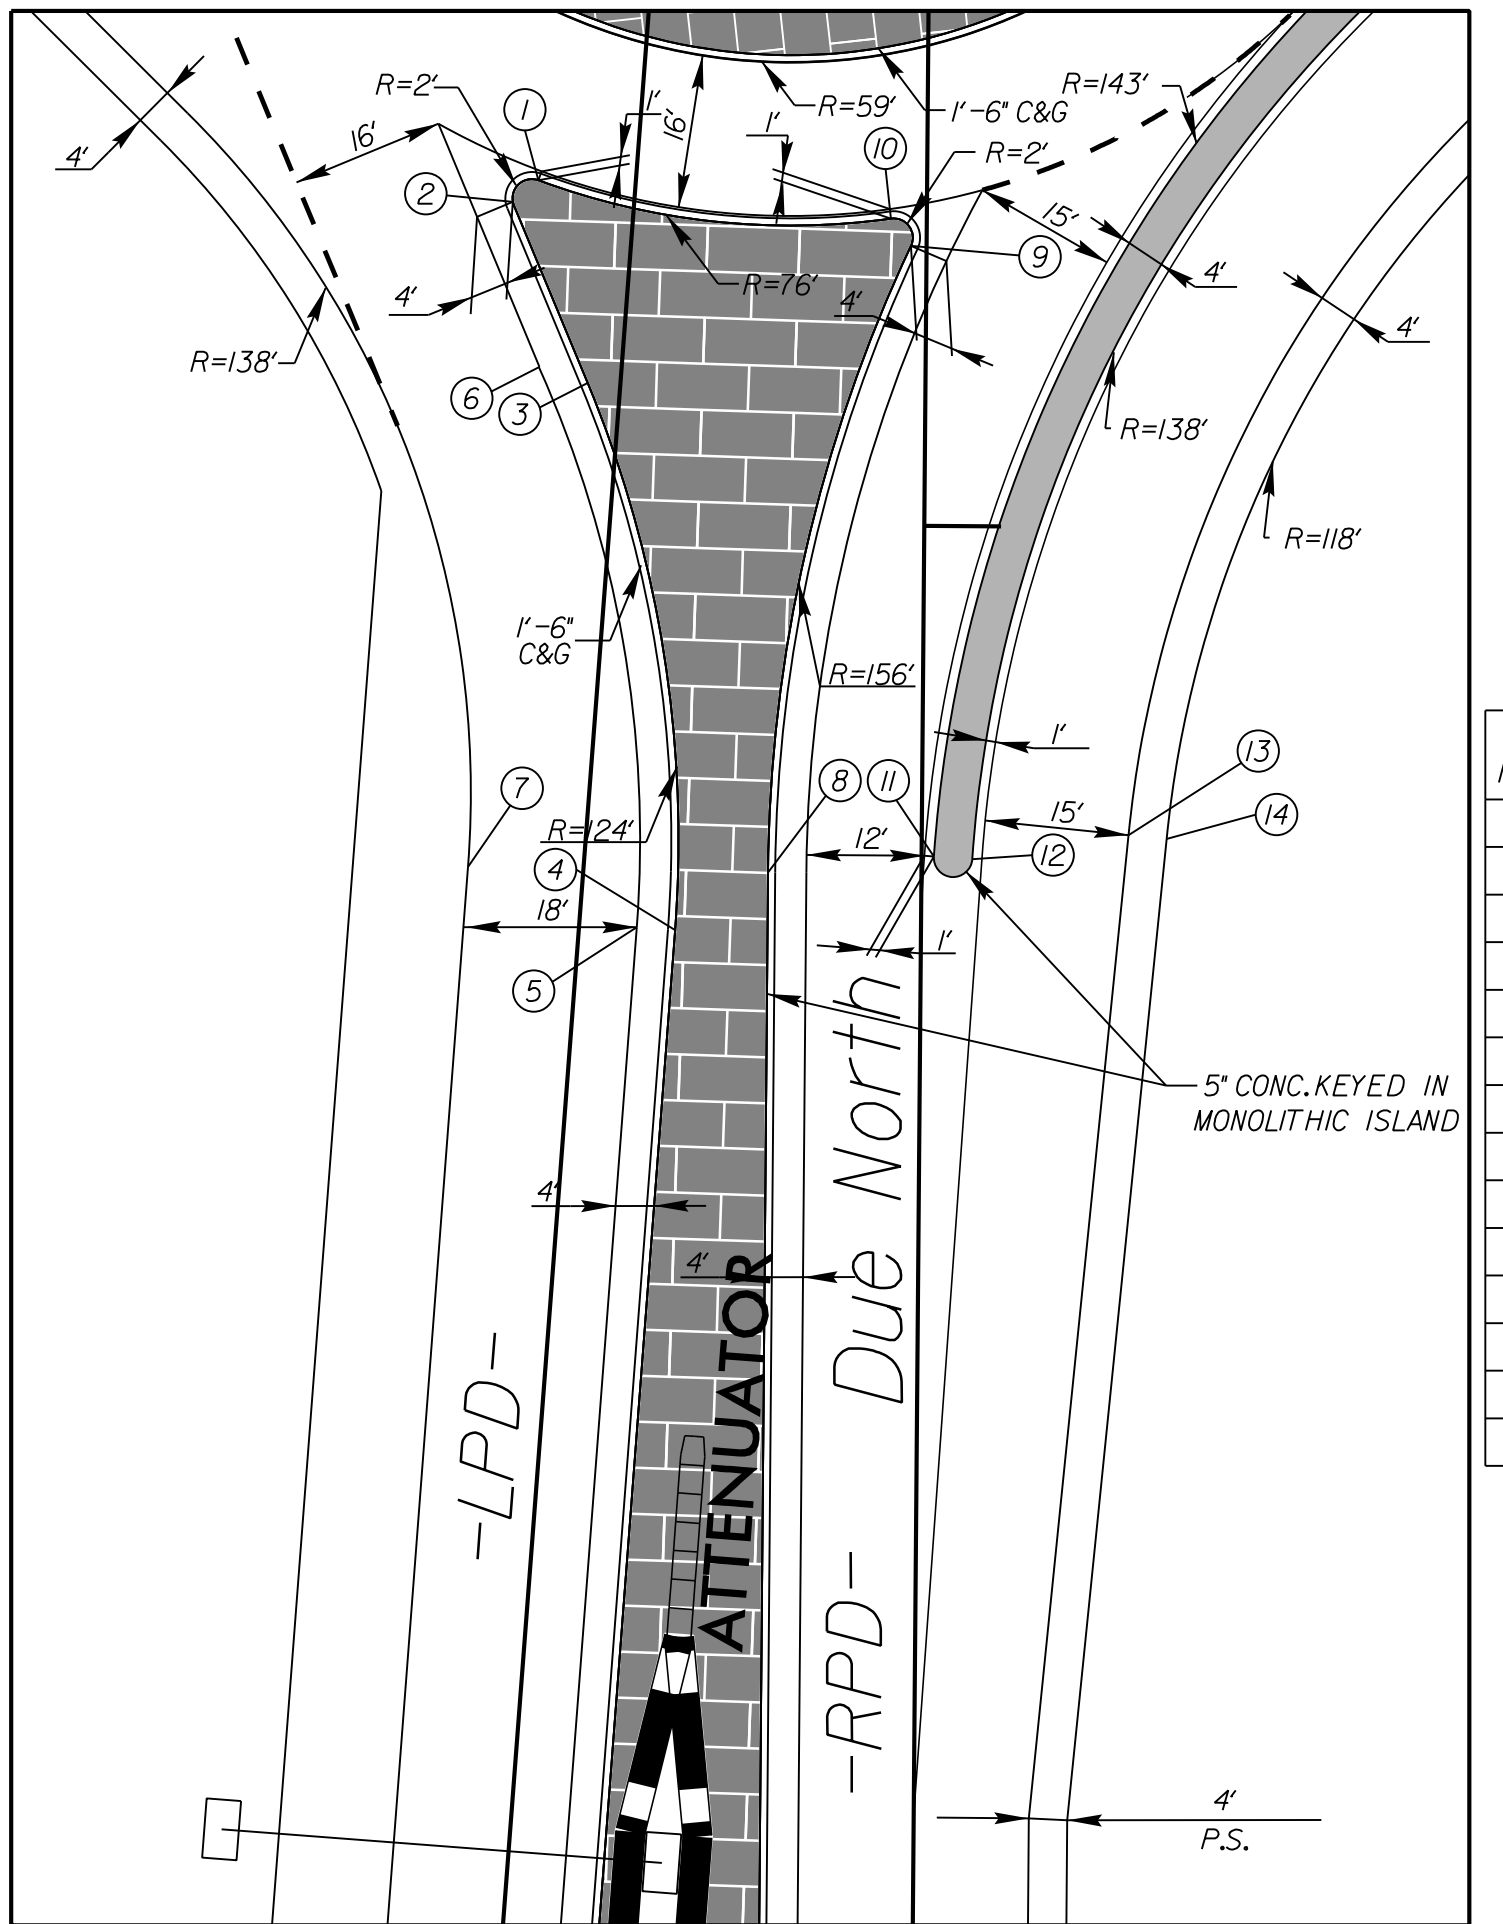 R=2'
1
1'
16'
1'
R=59'
1'-6" C&G
R=143'
10
R=2'
16'
4'
2
15'
9
4'
4'
R=76'
4'
4'
R=138'
6
3
R=138'
R=118'
1'-6"
C&G
R=156'
1'
13
7
8
11
15'
14
R=124'
12'
12
4
18'
1'
5
Due North
5" CONC. KEYED IN
MONOLITHIC ISLAND
4'
4'
ATTENUATOR
-LPD-
-RPD-
4'
P.S.